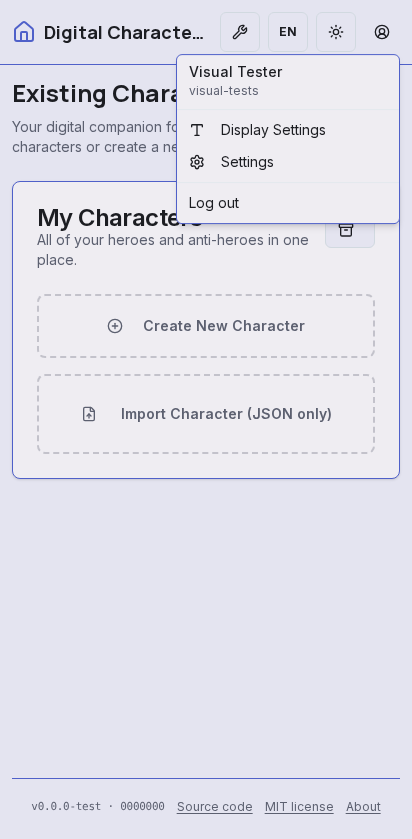 Digital Characte...
EN
Visual Tester
visual-tests
Display Settings
Settings
Log out
Existing Chara
Your digital companion fo
characters or create a ne
My Characters
All of your heroes and anti-heroes in one
place.
Create New Character
Import Character (JSON only)
v0.0.0-test · 0000000
Source code
MIT license
About